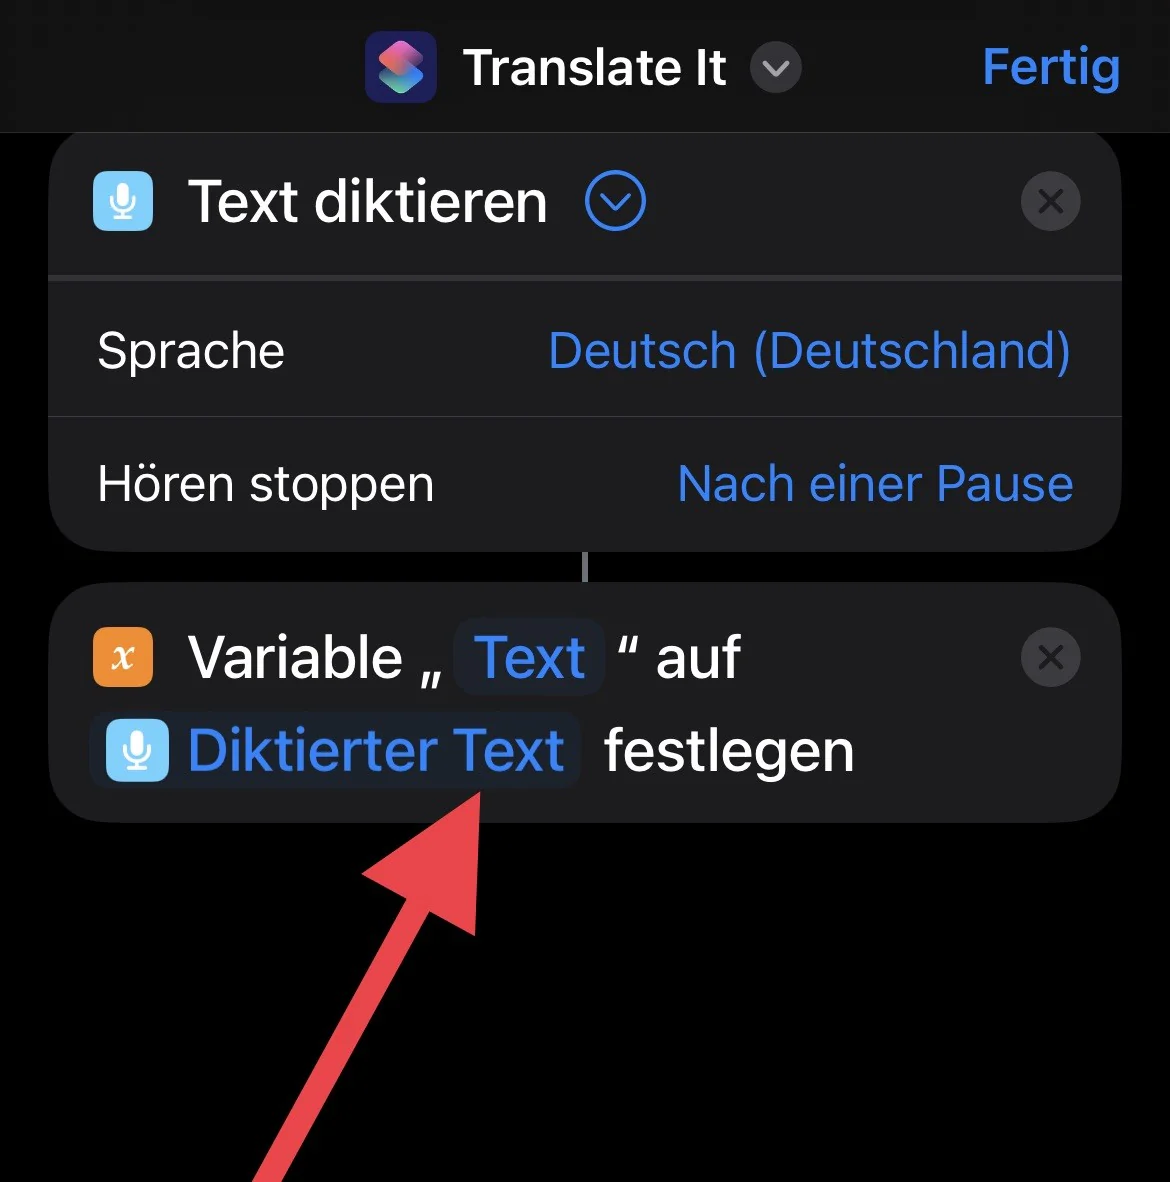 Translate It
Fertig
Text diktieren
Sprache
Deutsch (Deutschland)
Hören stoppen
Nach einer Pause
x Variable „ Text “ auf
Diktierter Text festlegen